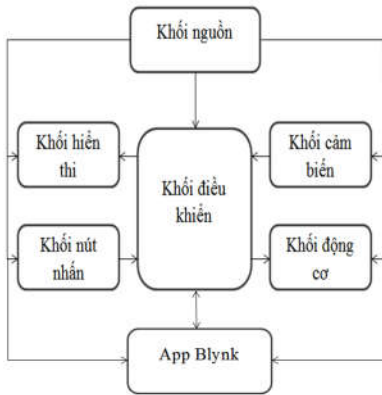 Khối nguồn
Khối hiển
thi
Khối điều
khiển
Khối cảm
biến
Khối nút
nhấn
Khối động
cơ
App Blynk